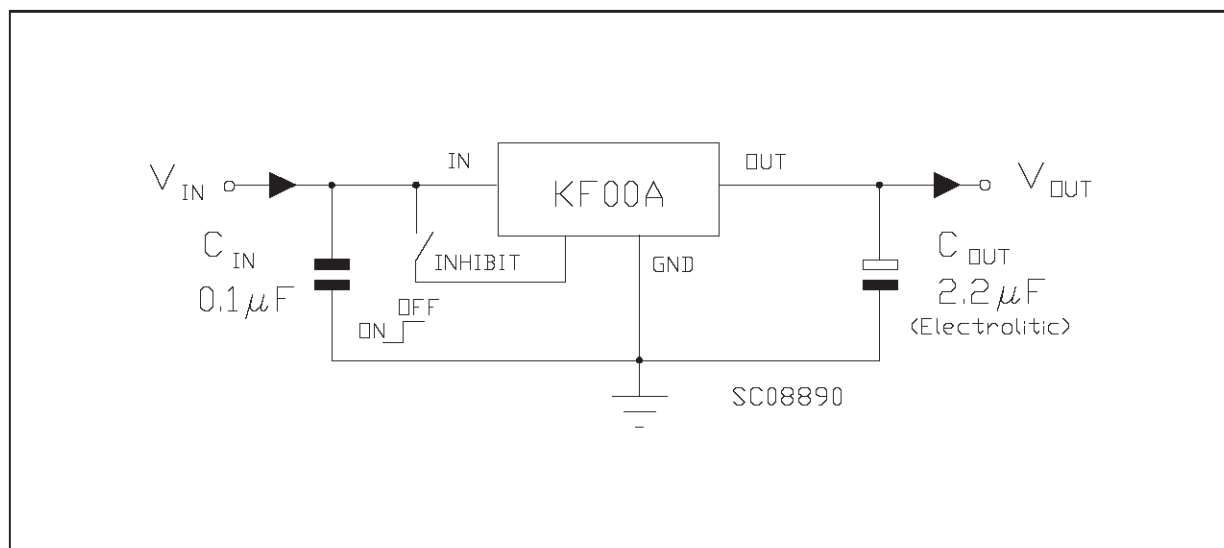 IN
OUT
V IN
KF00A
V OUT
C IN
0.1µF
INHIBIT
GND
C OUT
2.2µF
(Electrolitic)
OFF
ON
SC08890